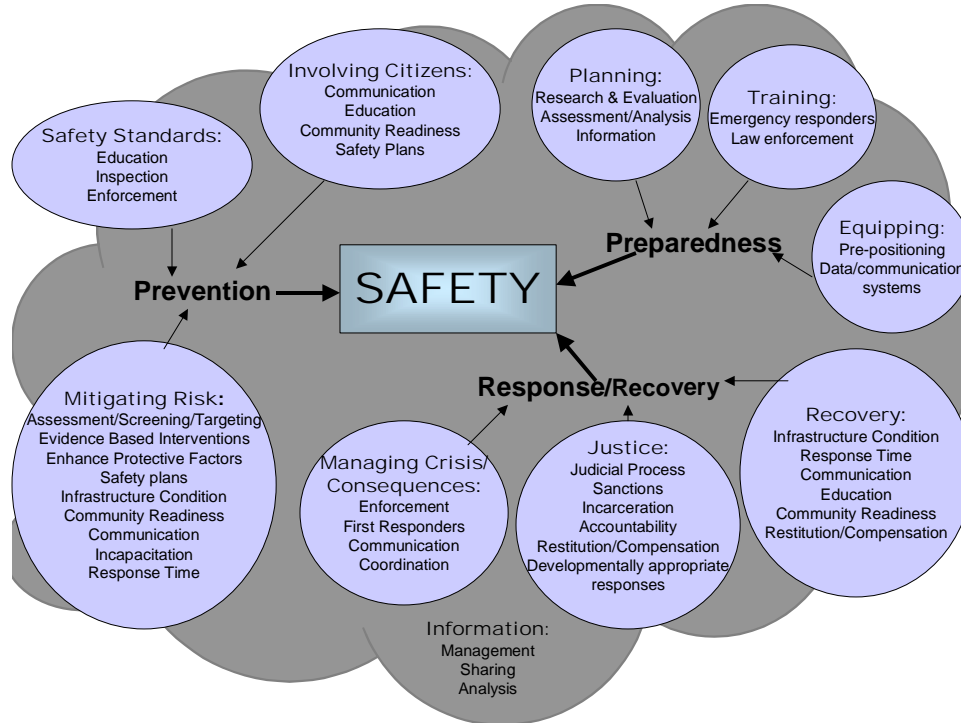 Involving Citizens:
Communication
Education
Community Readiness
Safety Plans
Planning:
Research & Evaluation
Assessment/Analysis
Information
Training:
Emergency responders
Law enforcement
Safety Standards:
Education
Inspection
Enforcement
Equipping:
Pre-positioning
Data/communication
systems
Preparedness
Prevention
SAFETY
Response/Recovery
Mitigating Risk:
Assessment/Screening/Targeting
Evidence Based Interventions
Enhance Protective Factors
Safety plans
Infrastructure Condition
Community Readiness
Communication
Incapacitation
Response Time
Managing Crisis/
Consequences:
Enforcement
First Responders
Communication
Coordination
Justice:
Judicial Process
Sanctions
Incarceration
Accountability
Restitution/Compensation
Developmentally appropriate
responses
Recovery:
Infrastructure Condition
Response Time
Communication
Education
Community Readiness
Restitution/Compensation
Information:
Management
Sharing
Analysis